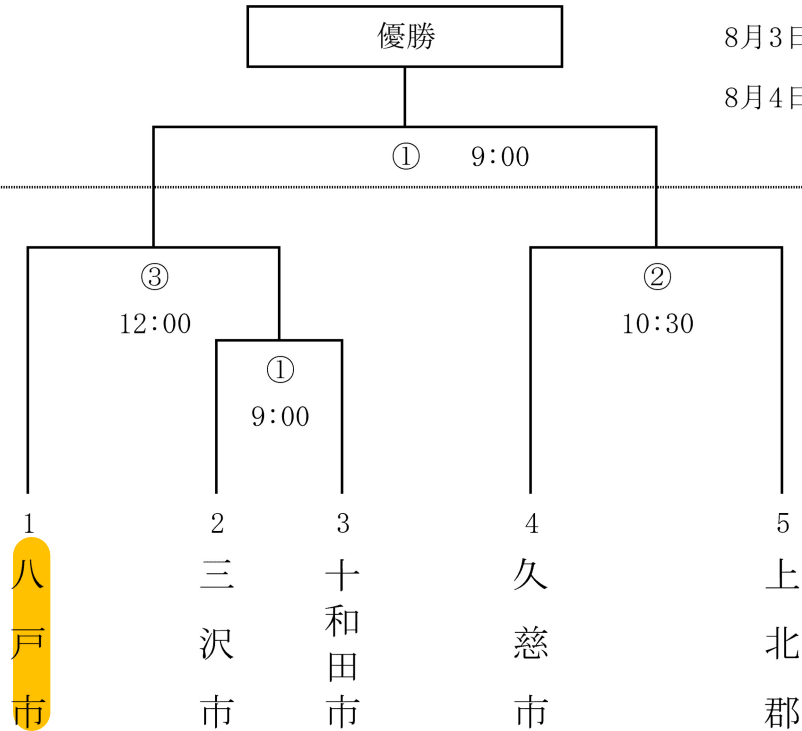 優勝
8月3日
8月4日
① 9:00
③
12:00
②
10:30
①
9:00
1
八戸市
2
三沢市
3
十和田市
4
久慈市
5
上北郡